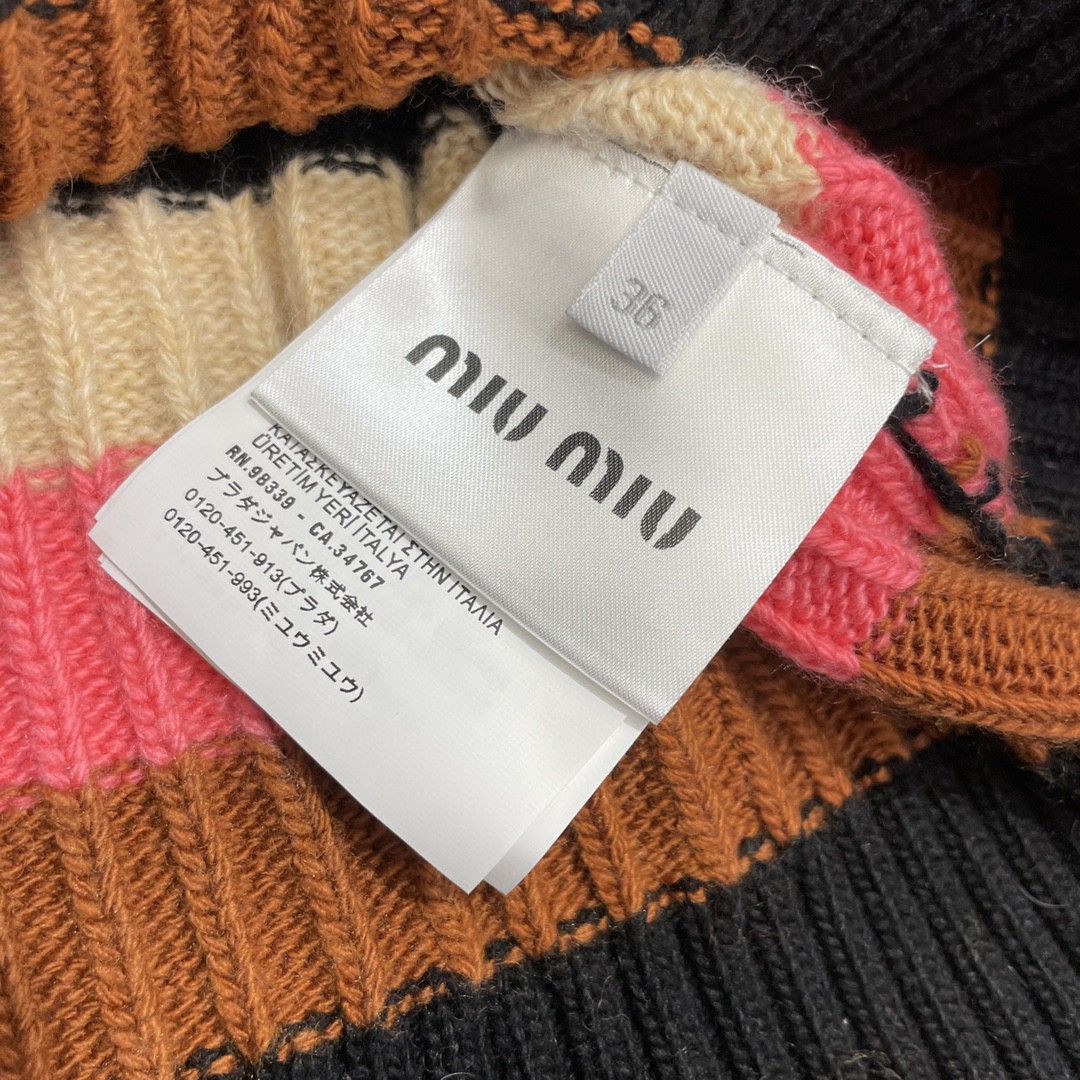 36
MIU MIU
ΚΑΤΑΣΚΕΥΑΖΕΤΑΙ ΣΤΗΝ ΙΤΑΛΙΑ
ÜRETİM YERİ İTALYA
RN.98339 - CA.34767
プラダジャパン株式会社
0120-451-913(プラダ)
0120-451-993(ミュウミュウ)